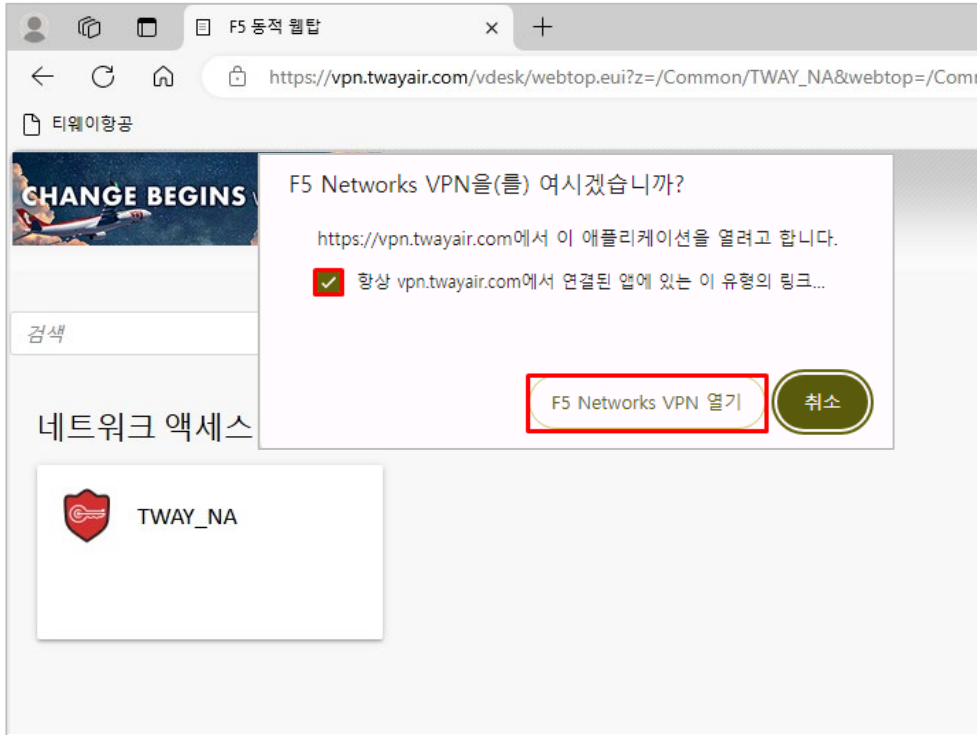 F5 동적 웹탑
https://vpn.twayair.com/vdesk/webtop.eui?z=/Common/TWAY_NA&webtop=/Com
티웨이항공
CHANGE BEGINS
F5 Networks VPN을(를) 여시겠습니까?
https://vpn.twayair.com에서 이 애플리케이션을 열려고 합니다.
항상 vpn.twayair.com에서 연결된 앱에 있는 이 유형의 링크...
검색
F5 Networks VPN 열기
취소
네트워크 액세스
TWAY_NA